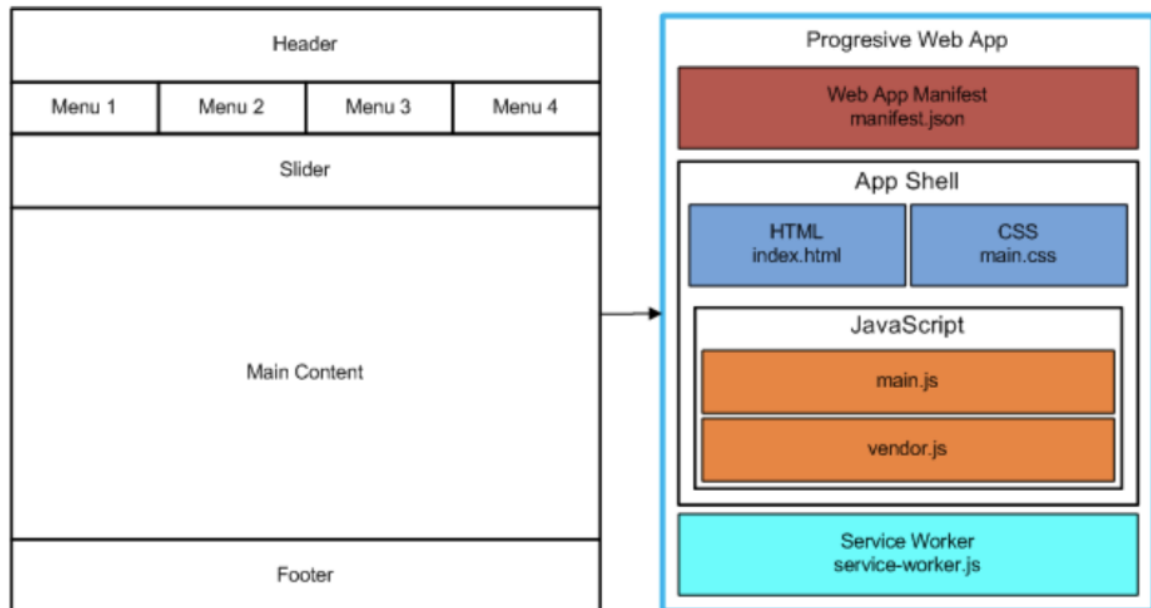 Header
Menu 1
Menu 2
Menu 3
Menu 4
Slider
Main Content
Footer
Progresive Web App
Web App Manifest
manifest.json
App Shell
HTML
index.html
CSS
main.css
JavaScript
main.js
vendor.js
Service Worker
service-worker.js